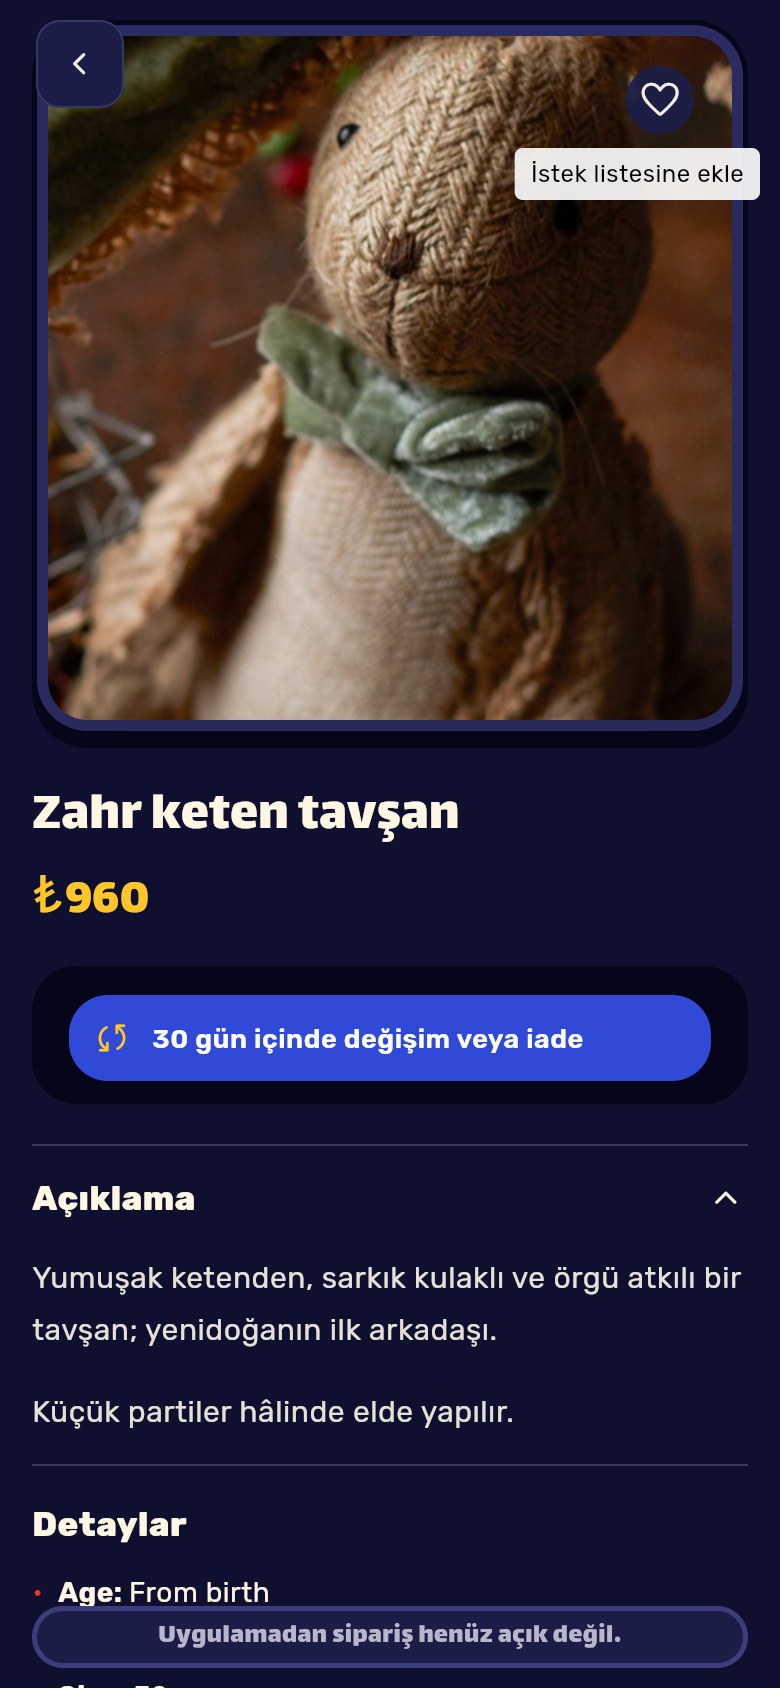 İstek listesine ekle
Zahr keten tavşan
₺960
30 gün içinde değişim veya iade
Açıklama
Yumuşak ketenden, sarkık kulaklı ve örgü atkılı bir
tavşan; yenidoğanın ilk arkadaşı.
Küçük partiler hâlinde elde yapılır.
Detaylar
• Age: From birth
Uygulamadan sipariş henüz açık değil.